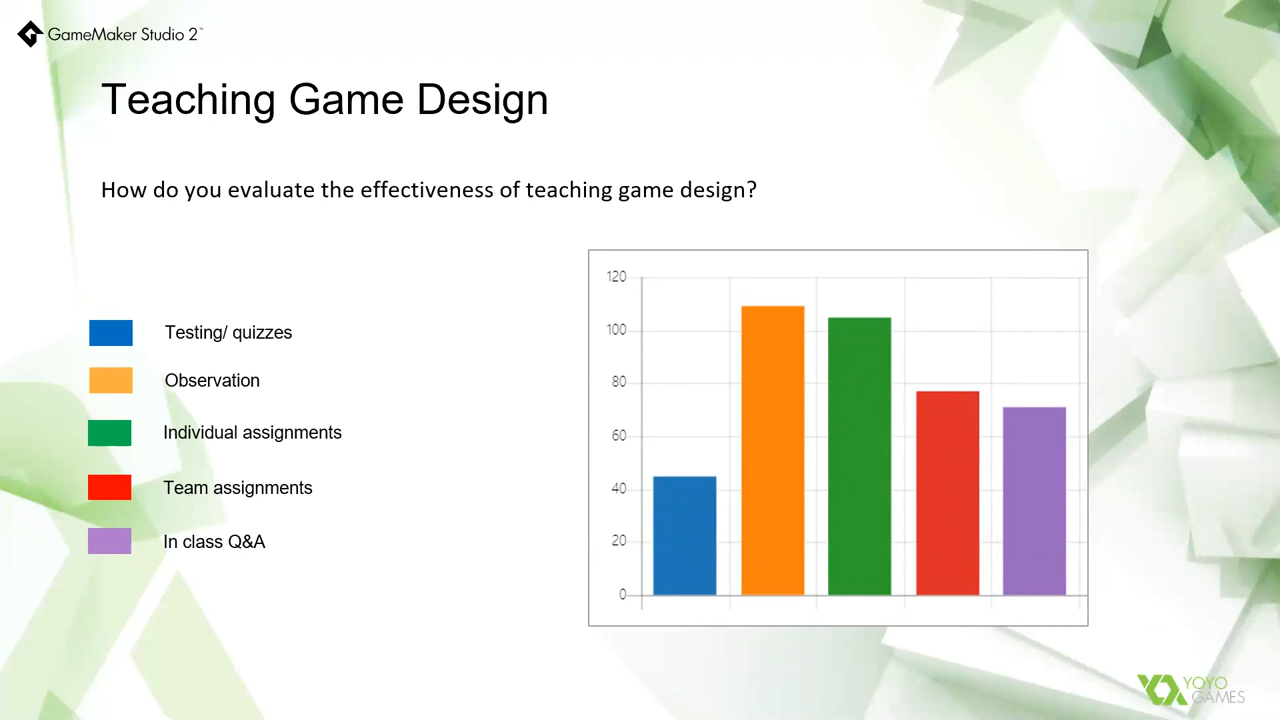 GameMaker Studio 2™
Teaching Game Design
How do you evaluate the effectiveness of teaching game design?
Testing/ quizzes
Observation
Individual assignments
Team assignments
In class Q&A
120
100
80
60
40
20
0
YOYO
GAMES